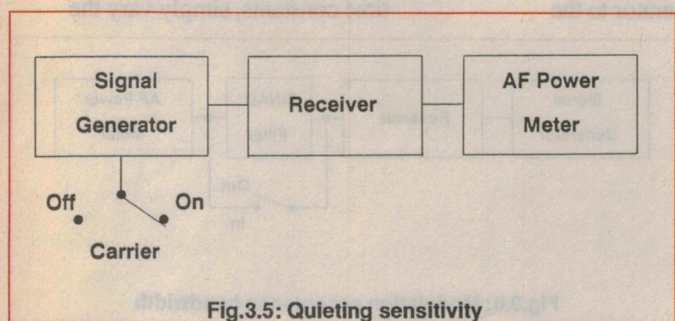 Signal
Generator
Receiver
AF Power
Meter
Off
On
Carrier
Fig.3.5: Quieting sensitivity